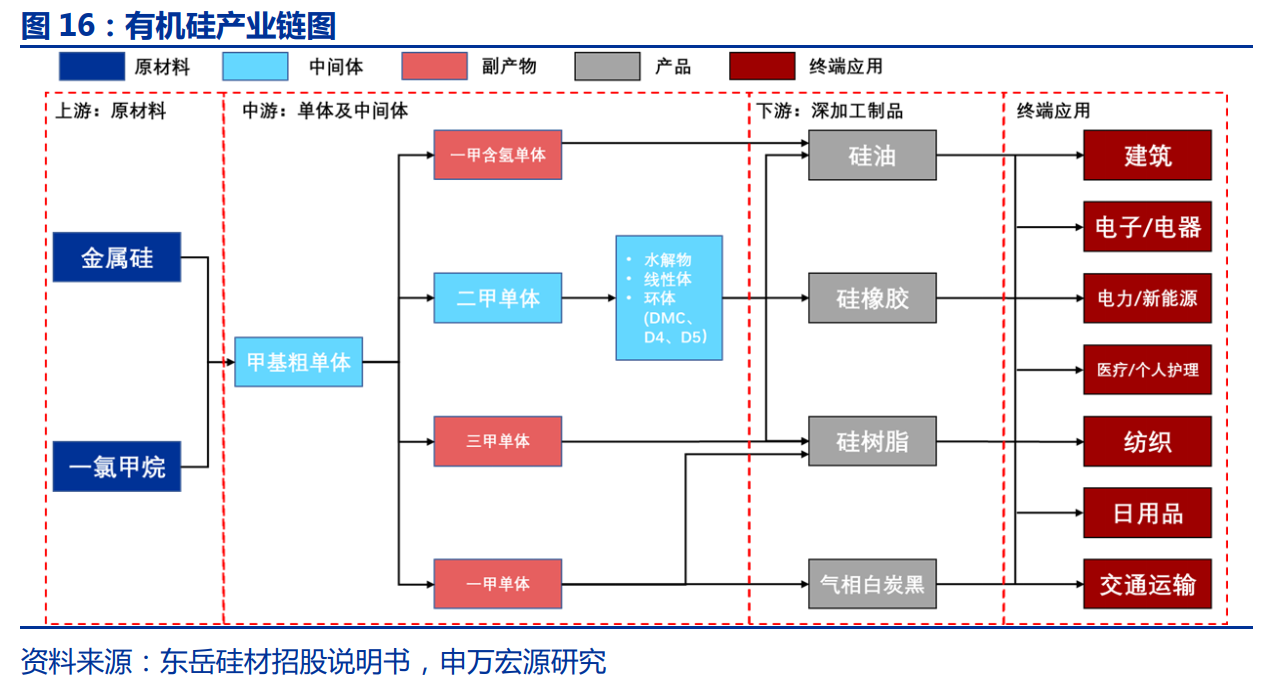 图 16：有机硅产业链图
原材料
中间体
副产物
产品
终端应用
上游：原材料
中游：单体及中间体
下游：深加工制品
终端应用
金属硅
一氯甲烷
甲基粗单体
一甲含氢单体
二甲单体
三甲单体
一甲单体
• 水解物
• 线性体
• 环体
(DMC、
D4、D5)
硅油
硅橡胶
硅树脂
气相白炭黑
建筑
电子/电器
电力/新能源
医疗/个人护理
纺织
日用品
交通运输
资料来源：东岳硅材招股说明书，申万宏源研究